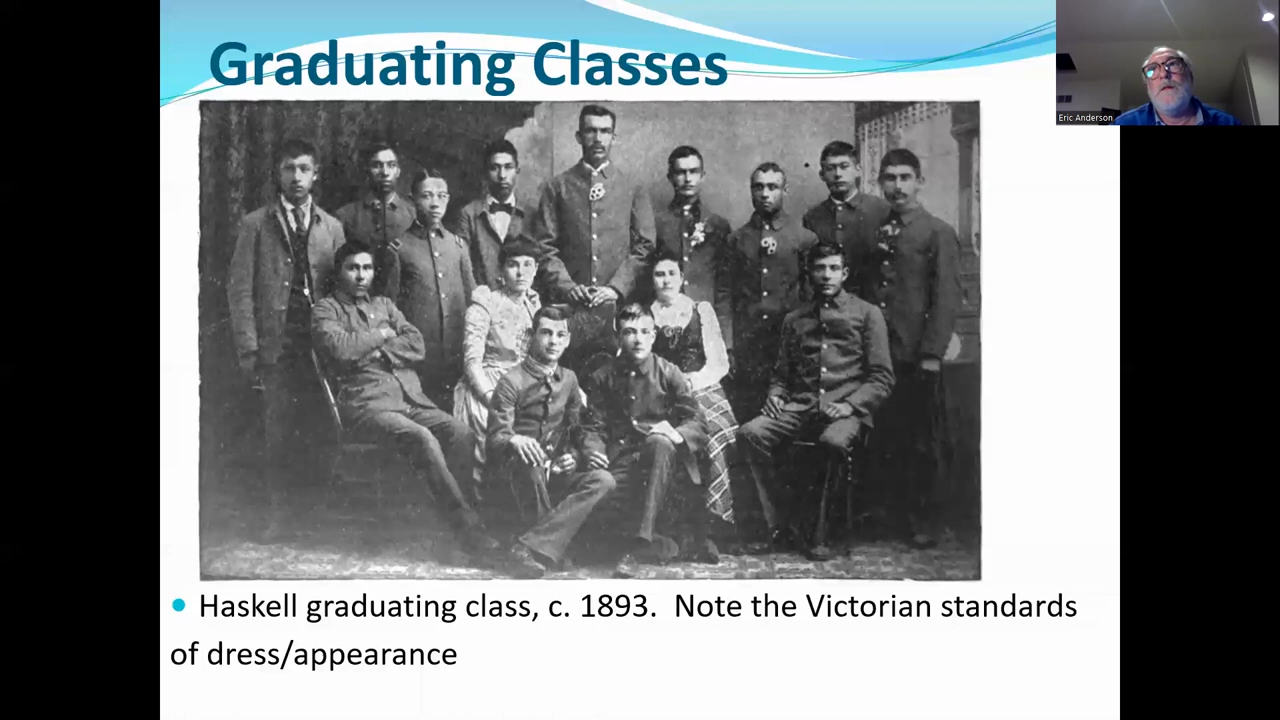 Graduating Classes
Eric Anderson
• Haskell graduating class, c. 1893.  Note the Victorian standards
of dress/appearance